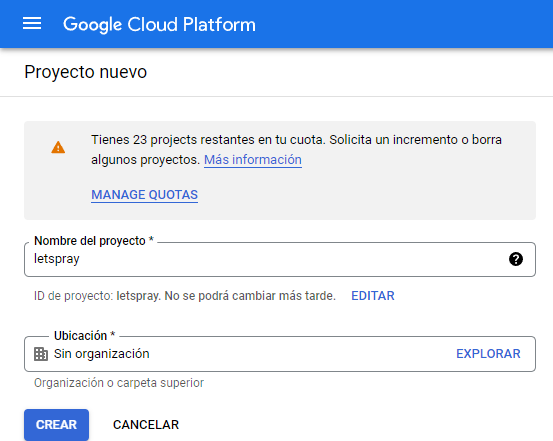 Google Cloud Platform
Proyecto nuevo
Tienes 23 projects restantes en tu cuota. Solicita un incremento o borra
algunos proyectos. Más información
MANAGE QUOTAS
Nombre del proyecto *
letspray
ID de proyecto: letspray. No se podrá cambiar más tarde. EDITAR
Ubicación *
Sin organización EXPLORAR
Organización o carpeta superior
CREAR CANCELAR